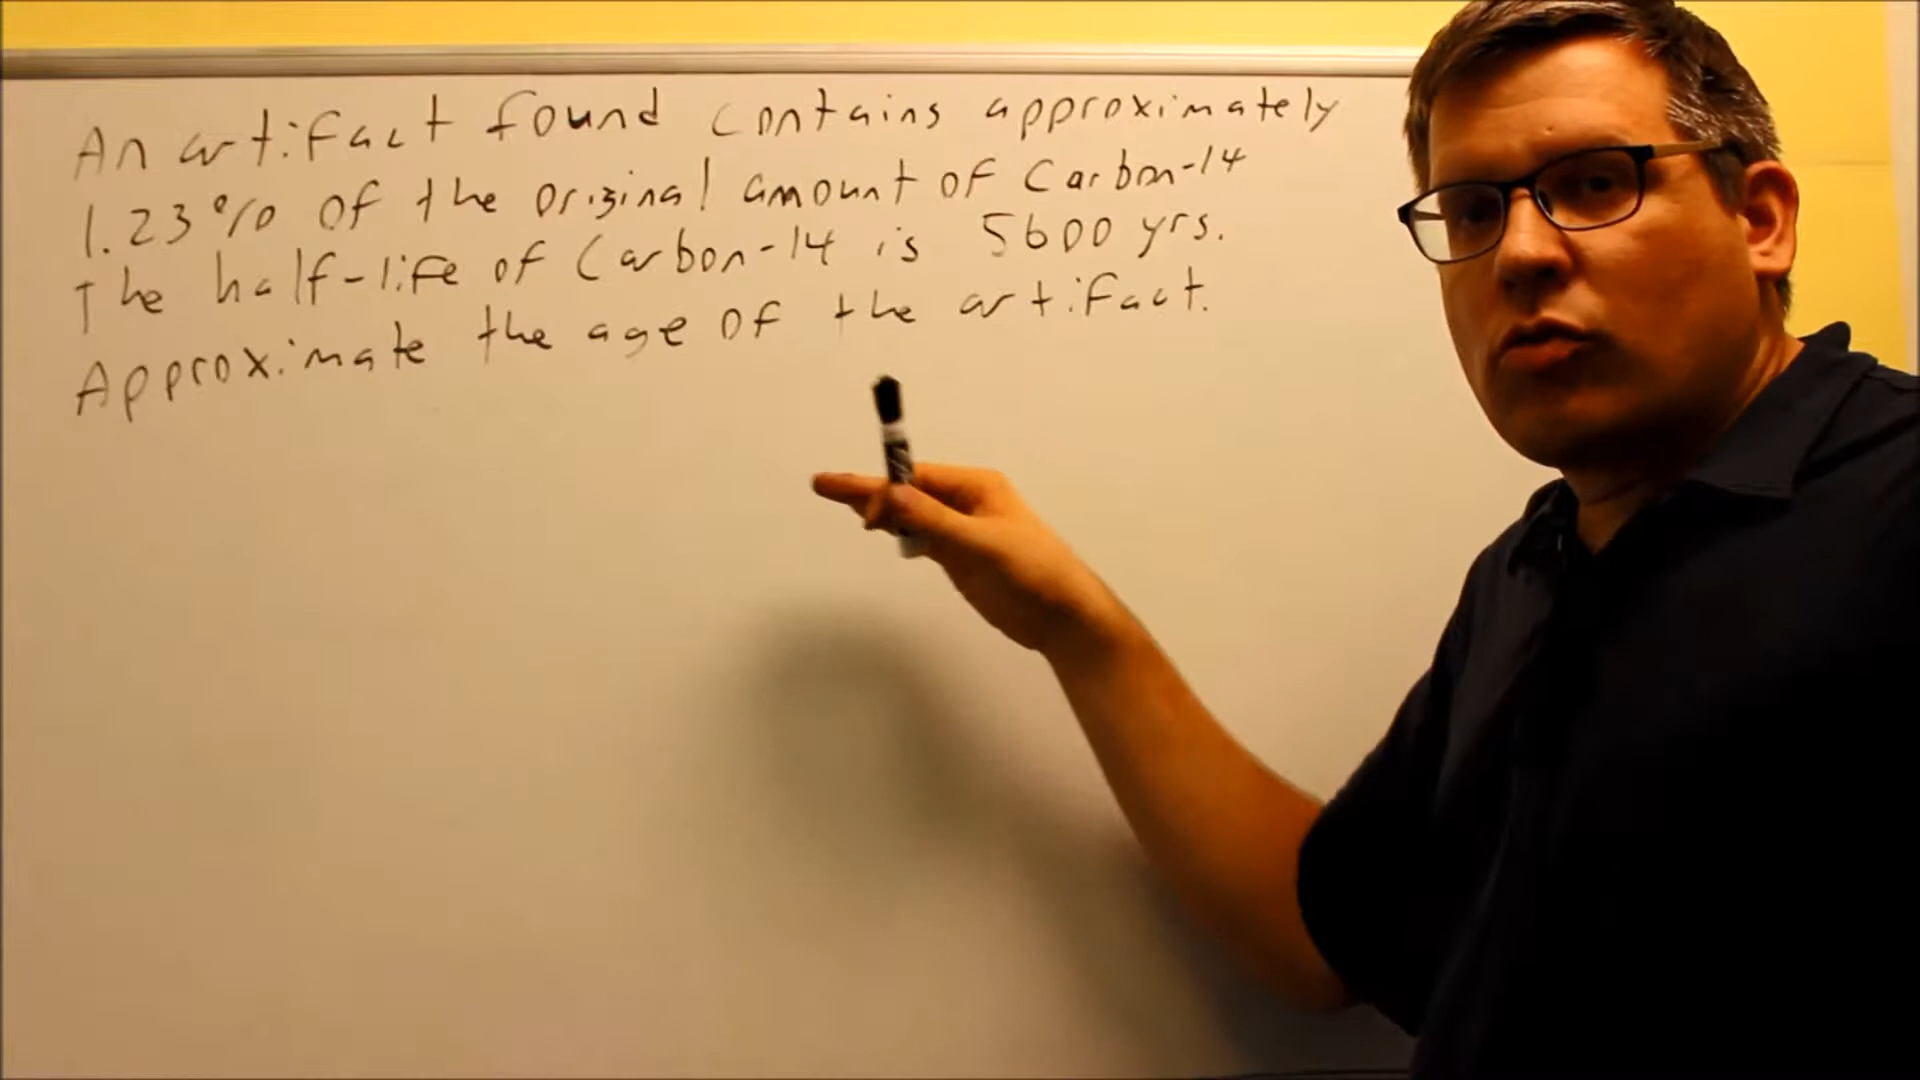 An artifact found contains approximately
1.23% of the original amount of Carbon-14
The half-life of Carbon-14 is 5600 yrs.
Approximate the age of the artifact.